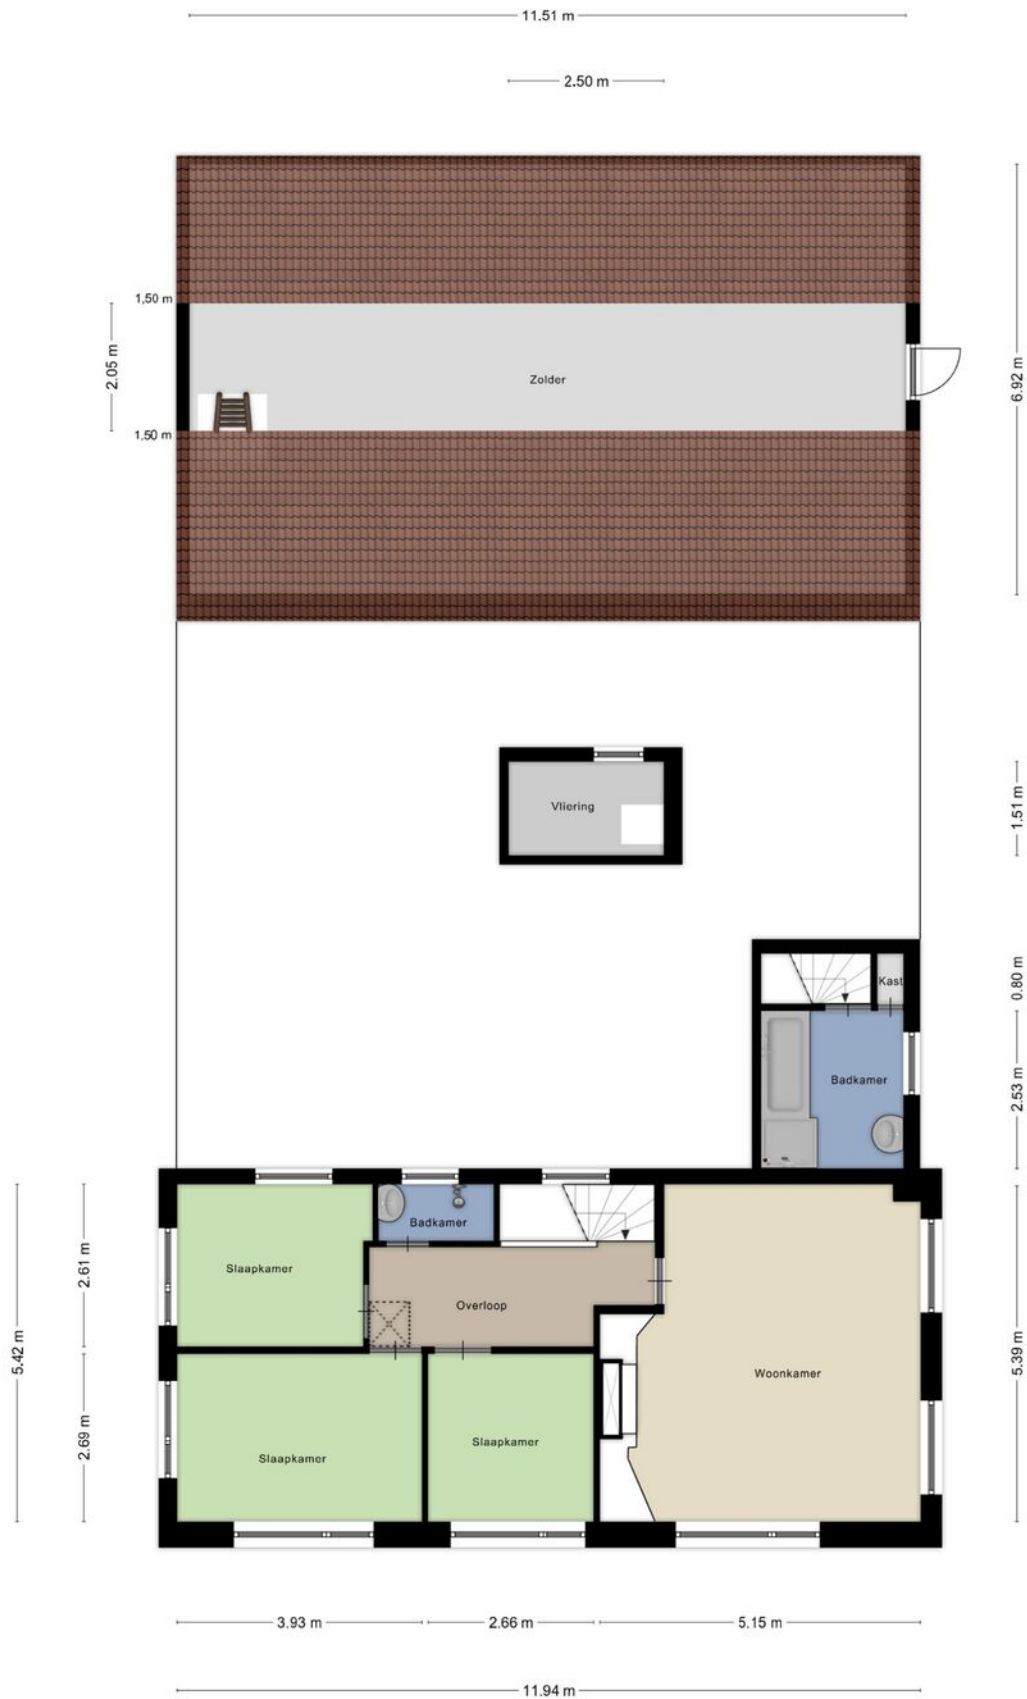 11.51 m
2.50 m
1,50 m
2.05 m
Zolder
6.92 m
1,50 m
Vliering
1.51 m
0.80 m
Kast
Badkamer
2.53 m
Badkamer
2.61 m
Slaapkamer
Overloop
5.42 m
5.39 m
Woonkamer
2.69 m
Slaapkamer
Slaapkamer
3.93 m
2.66 m
5.15 m
11.94 m